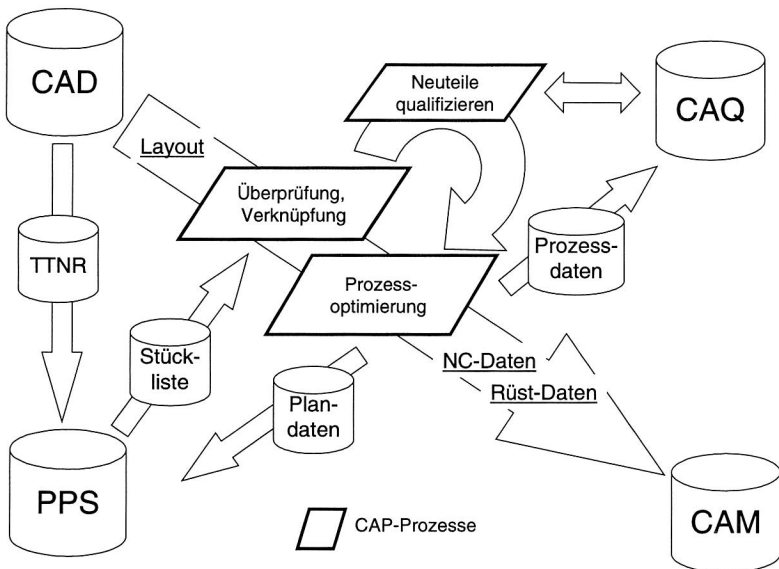 CAD
Neuteile
qualifizieren
CAQ
Layout
Überprüfung,
Verknüpfung
TTNR
Prozess-
daten
Prozess-
optimierung
Stück-
liste
NC-Daten
Rüst-Daten
Plan-
daten
PPS
CAM
CAP-Prozesse